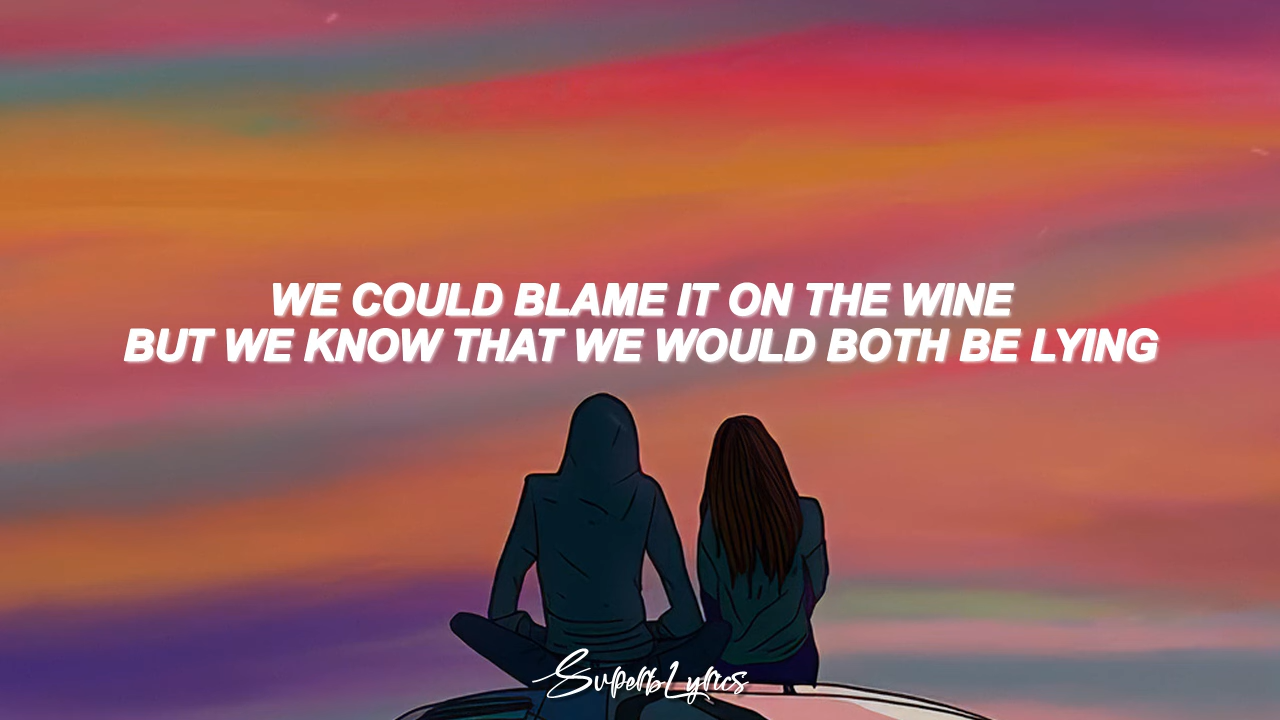 WE COULD BLAME IT ON THE WINE
BUT WE KNOW THAT WE WOULD BOTH BE LYING
SuperbLyrics